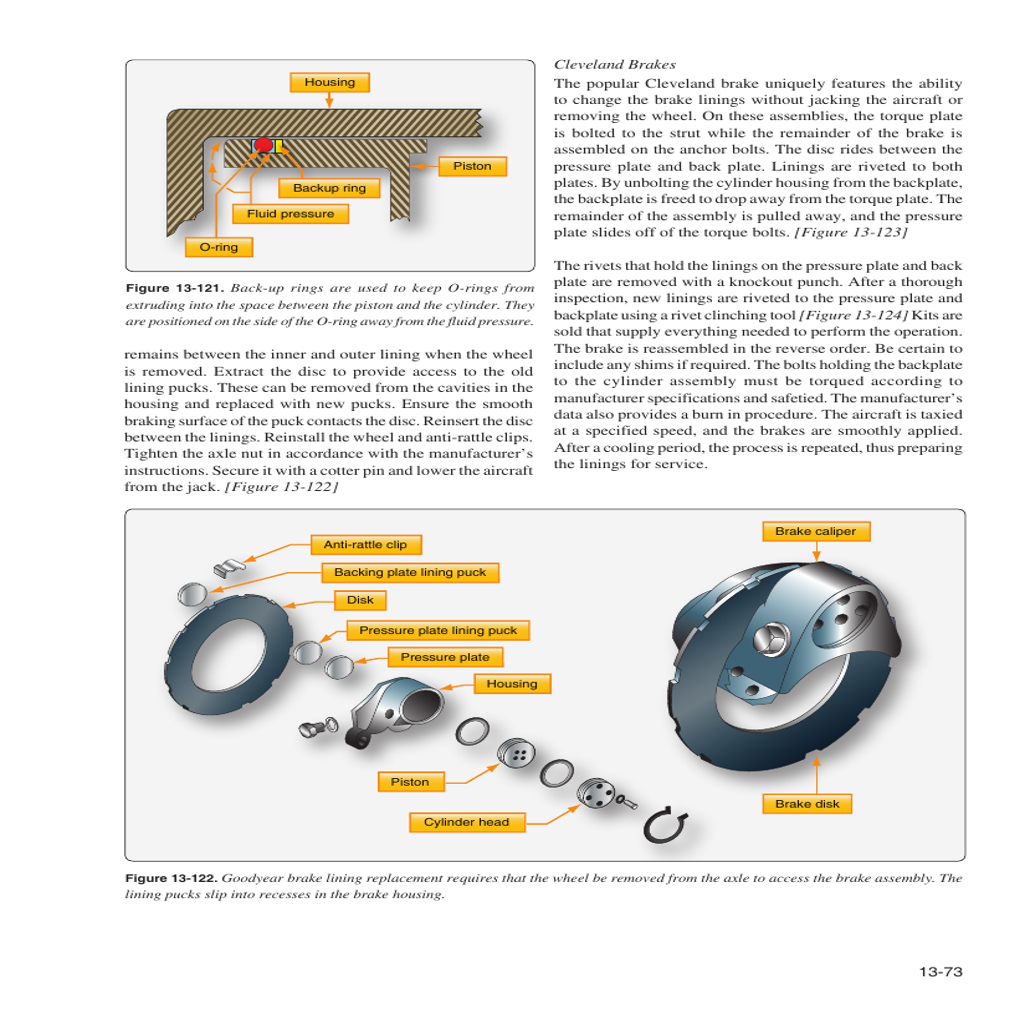 Housing
Piston
Backup ring
Fluid pressure
O-ring
Figure 13-121. Back-up rings are used to keep O-rings from
extruding into the space between the piston and the cylinder. They
are positioned on the side of the O-ring away from the fluid pressure.
remains between the inner and outer lining when the wheel
is removed. Extract the disc to provide access to the old
lining pucks. These can be removed from the cavities in the
housing and replaced with new pucks. Ensure the smooth
braking surface of the puck contacts the disc. Reinsert the disc
between the linings. Reinstall the wheel and anti-rattle clips.
Tighten the axle nut in accordance with the manufacturer's
instructions. Secure it with a cotter pin and lower the aircraft
from the jack. [Figure 13-122]
Cleveland Brakes
The popular Cleveland brake uniquely features the ability
to change the brake linings without jacking the aircraft or
removing the wheel. On these assemblies, the torque plate
is bolted to the strut while the remainder of the brake is
assembled on the anchor bolts. The disc rides between the
pressure plate and back plate. Linings are riveted to both
plates. By unbolting the cylinder housing from the backplate,
the backplate is freed to drop away from the torque plate. The
remainder of the assembly is pulled away, and the pressure
plate slides off of the torque bolts. [Figure 13-123]
The rivets that hold the linings on the pressure plate and back
plate are removed with a knockout punch. After a thorough
inspection, new linings are riveted to the pressure plate and
backplate using a rivet clinching tool [Figure 13-124] Kits are
sold that supply everything needed to perform the operation.
The brake is reassembled in the reverse order. Be certain to
include any shims if required. The bolts holding the backplate
to the cylinder assembly must be torqued according to
manufacturer specifications and safetied. The manufacturer's
data also provides a burn in procedure. The aircraft is taxied
at a specified speed, and the brakes are smoothly applied.
After a cooling period, the process is repeated, thus preparing
the linings for service.
Anti-rattle clip
Backing plate lining puck
Disk
Pressure plate lining puck
Pressure plate
Housing
Piston
Cylinder head
Brake caliper
Brake disk
Figure 13-122. Goodyear brake lining replacement requires that the wheel be removed from the axle to access the brake assembly. The
lining pucks slip into recesses in the brake housing.
13-73